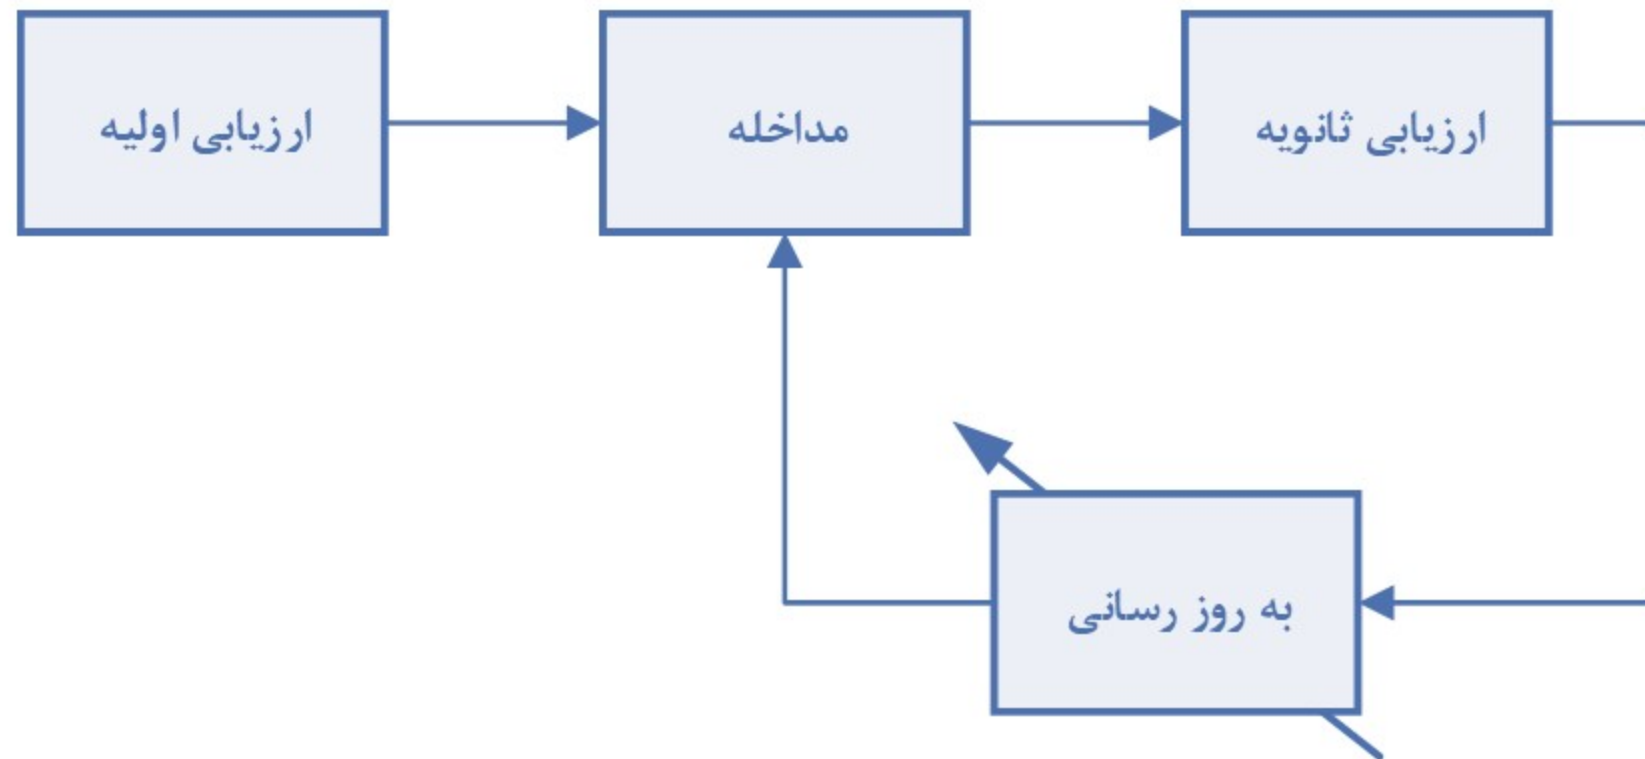 ارزیابی اولیه
مداخله
ارزیابی ثانویه
به روز رسانی